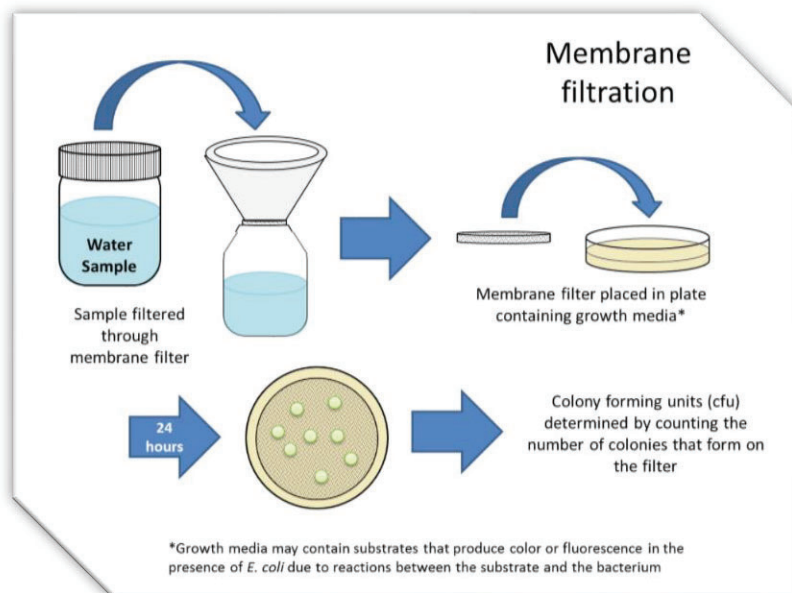 Membrane
filtration
Water
Sample
Sample filtered
through
membrane filter
Membrane filter placed in plate
containing growth media*
24
hours
Colony forming units (cfu)
determined by counting the
number of colonies that form on
the filter
*Growth media may contain substrates that produce color or fluorescence in the
presence of E. coli due to reactions between the substrate and the bacterium